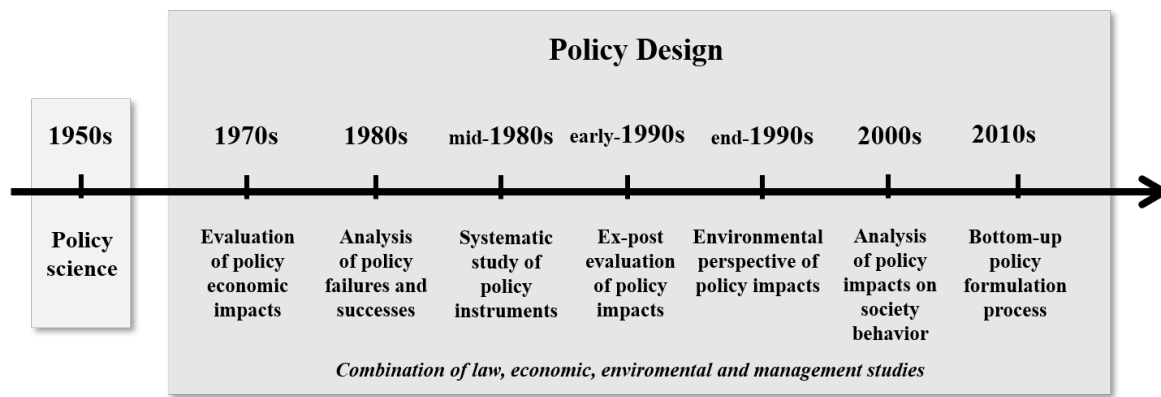 Policy Design
1950s
1970s
1980s
mid-1980s
early-1990s
end-1990s
2000s
2010s
Policy
science
Evaluation
of policy
economic
impacts
Analysis
of policy
failures and
successes
Systematic
study of
policy
instruments
Ex-post
evaluation
of policy
impacts
Environmental
perspective of
policy impacts
Analysis
of policy
impacts on
society
behavior
Bottom-up
policy
formulation
process
Combination of law, economic, enviromental and management studies